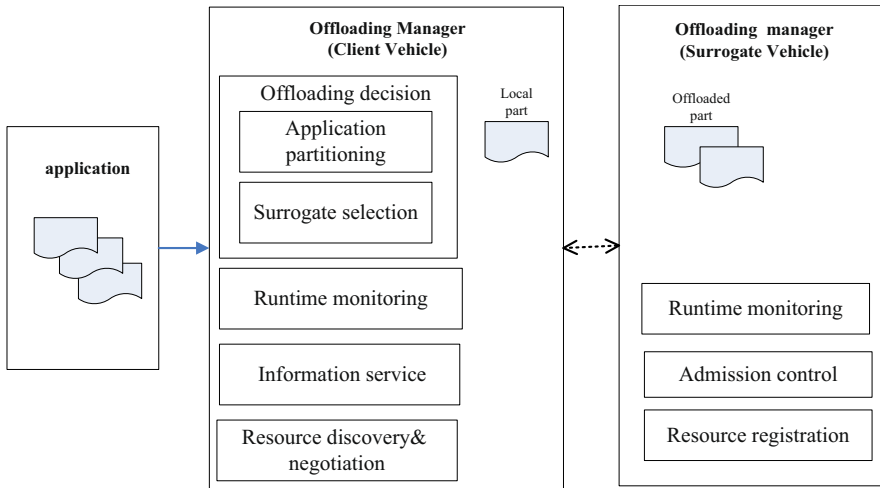 application
Offloading Manager
(Client Vehicle)
Offloading decision
Application
partitioning
Surrogate selection
Local
part
Runtime monitoring
Information service
Resource discovery&
negotiation
Offloading manager
(Surrogate Vehicle)
Offloaded
part
Runtime monitoring
Admission control
Resource registration